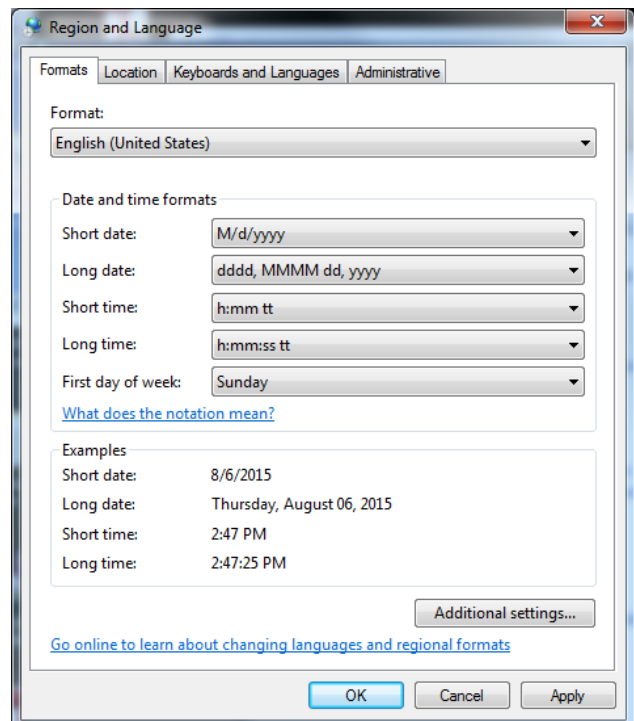 Region and Language
Formats Location Keyboards and Languages Administrative
Format:
English (United States)
Date and time formats
Short date: M/d/yyyy
Long date: dddd, MMMM dd, yyyy
Short time: h:mm tt
Long time: h:mm:ss tt
First day of week: Sunday
What does the notation mean?
Examples
Short date: 8/6/2015
Long date: Thursday, August 06, 2015
Short time: 2:47 PM
Long time: 2:47:25 PM
Additional settings...
Go online to learn about changing languages and regional formats
OK Cancel Apply